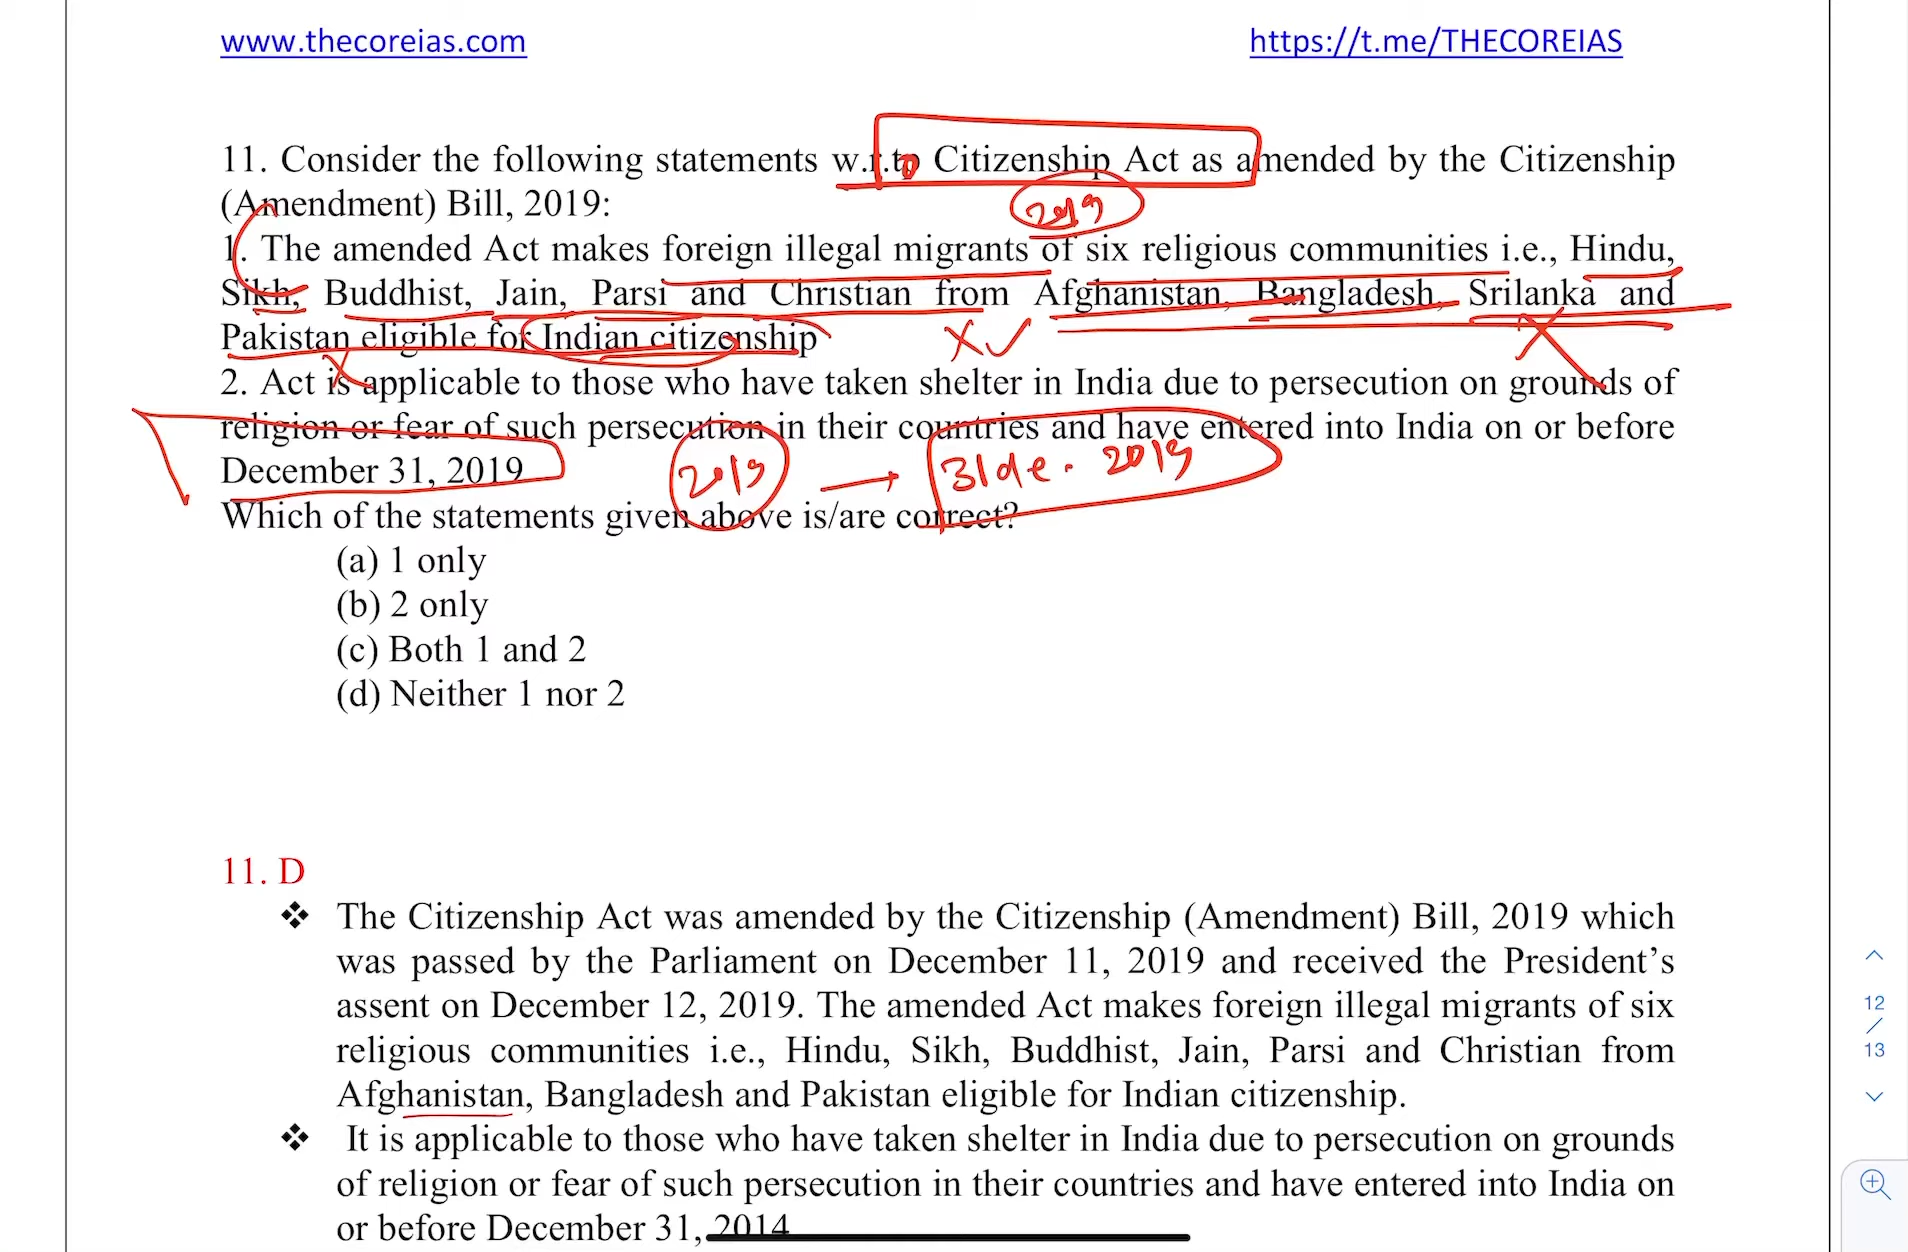 www.thecoreias.com https://t.me/THECOREIAS
11. Consider the following statements w.r.to Citizenship Act as amended by the Citizenship
(Amendment) Bill, 2019:
2019
1. The amended Act makes foreign illegal migrants of six religious communities i.e., Hindu,
Sikh, Buddhist, Jain, Parsi and Christian from Afghanistan, Bangladesh, Srilanka and
Pakistan eligible for Indian citizenship
2. Act is applicable to those who have taken shelter in India due to persecution on grounds of
religion or fear of such persecution in their countries and have entered into India on or before
December 31, 2019
2019 → 31 de. 2019
Which of the statements given above is/are correct?
(a) 1 only
(b) 2 only
(c) Both 1 and 2
(d) Neither 1 nor 2
11. D
❖ The Citizenship Act was amended by the Citizenship (Amendment) Bill, 2019 which
was passed by the Parliament on December 11, 2019 and received the President’s
assent on December 12, 2019. The amended Act makes foreign illegal migrants of six
religious communities i.e., Hindu, Sikh, Buddhist, Jain, Parsi and Christian from
Afghanistan, Bangladesh and Pakistan eligible for Indian citizenship.
❖ It is applicable to those who have taken shelter in India due to persecution on grounds
of religion or fear of such persecution in their countries and have entered into India on
or before December 31, 2014
12
/
13